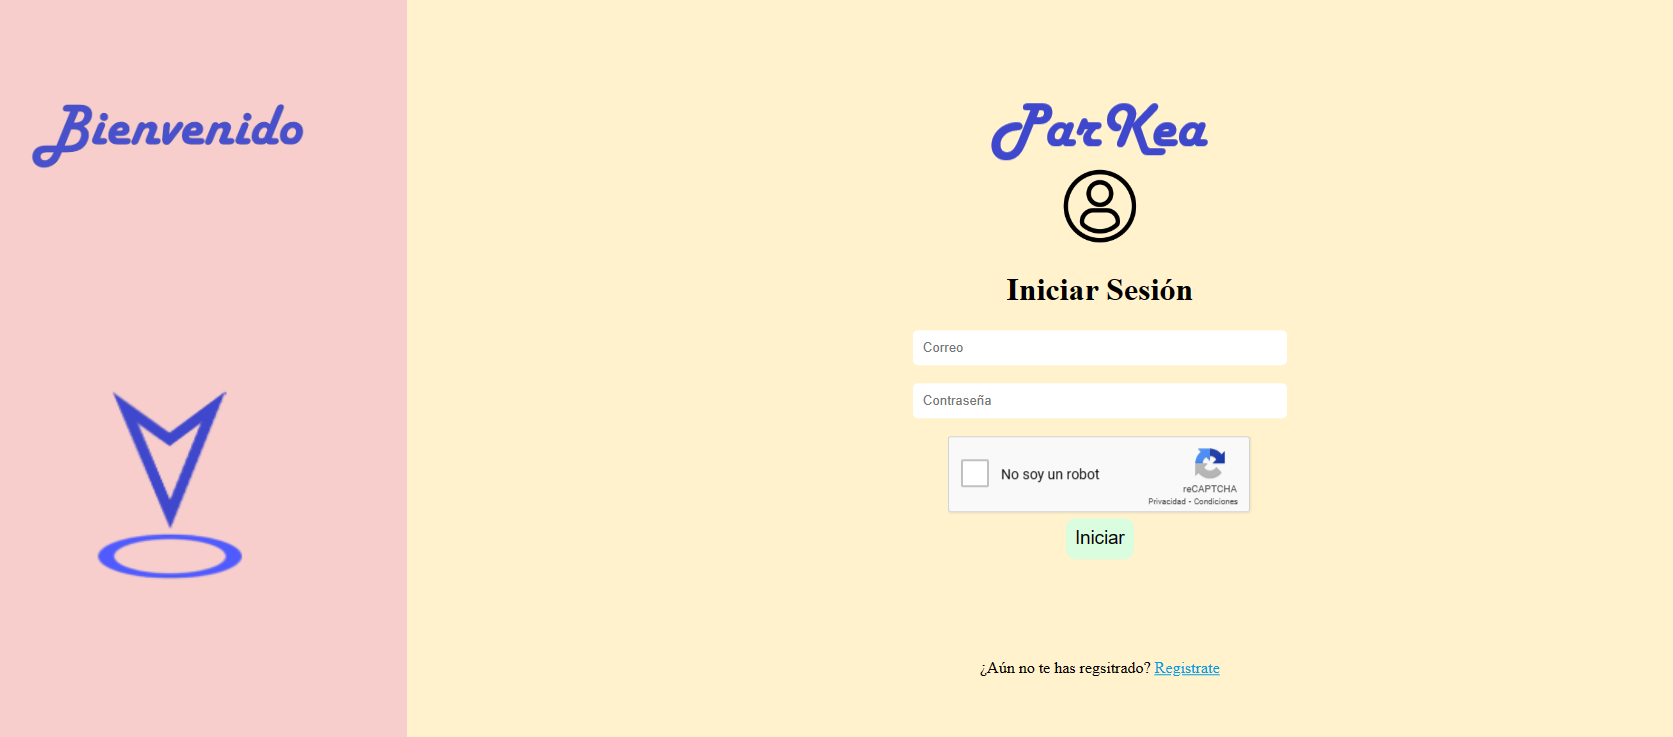 Bienvenido
ParKea
Iniciar Sesión
Correo
Contraseña
No soy un robot
reCAPTCHA
Privacidad - Condiciones
Iniciar
¿Aún no te has regsitrado? Registrate